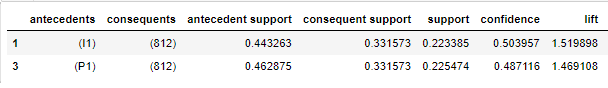 antecedents consequents antecedent support consequent support support confidence lift
1 (I1) (812) 0.443263 0.331573 0.223385 0.503957 1.519898
3 (P1) (812) 0.462875 0.331573 0.225474 0.487116 1.469108